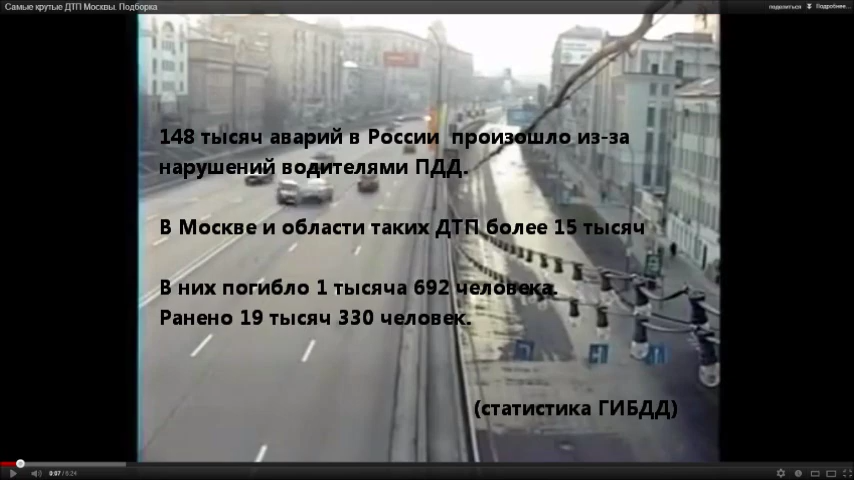 Самые крутые ДТП Москвы. Подборка
поделиться Подробнее...
148 тысяч аварий в России произошло из-за
нарушений водителями ПДД.
В Москве и области таких ДТП более 15 тысяч
В них погибло 1 тысяча 692 человека.
Ранено 19 тысяч 330 человек.
(статистика ГИБДД)
0:07 / 8:24